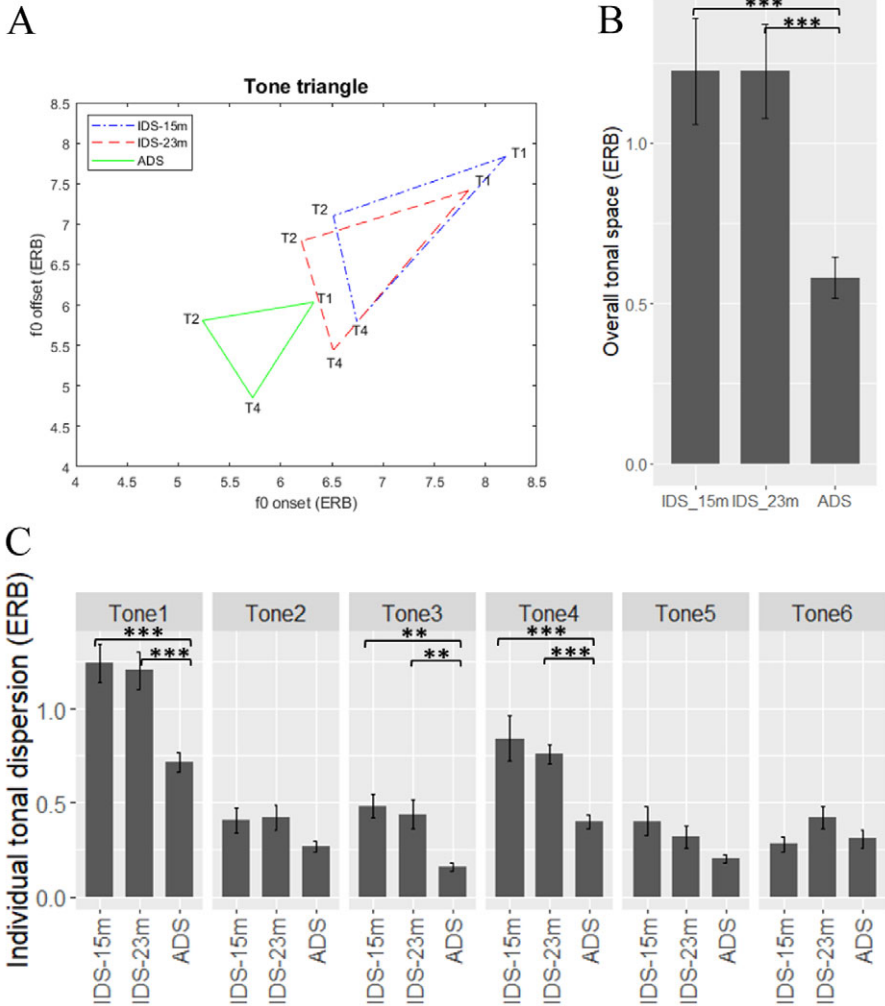 A
Tone triangle
8.5
8
7.5
7
6.5
6
5.5
5
4.5
4
f0 offset (ERB)
IDS-15m
IDS-23m
ADS
T1
T1
T2
T2
T4
T4
T1
T2
T4
4 4.5 5 5.5 6 6.5 7 7.5 8 8.5
f0 onset (ERB)
B
***
***
Overall tonal space (ERB)
1.0
0.5
0.0
IDS_15m IDS_23m ADS
C
Individual tonal dispersion (ERB)
Tone1 Tone2 Tone3 Tone4 Tone5 Tone6
*** ** ***
*** ** ***
1.0
0.5
0.0
IDS-15m IDS-23m ADS IDS-15m IDS-23m ADS IDS-15m IDS-23m ADS IDS-15m IDS-23m ADS IDS-15m IDS-23m ADS IDS-15m IDS-23m ADS